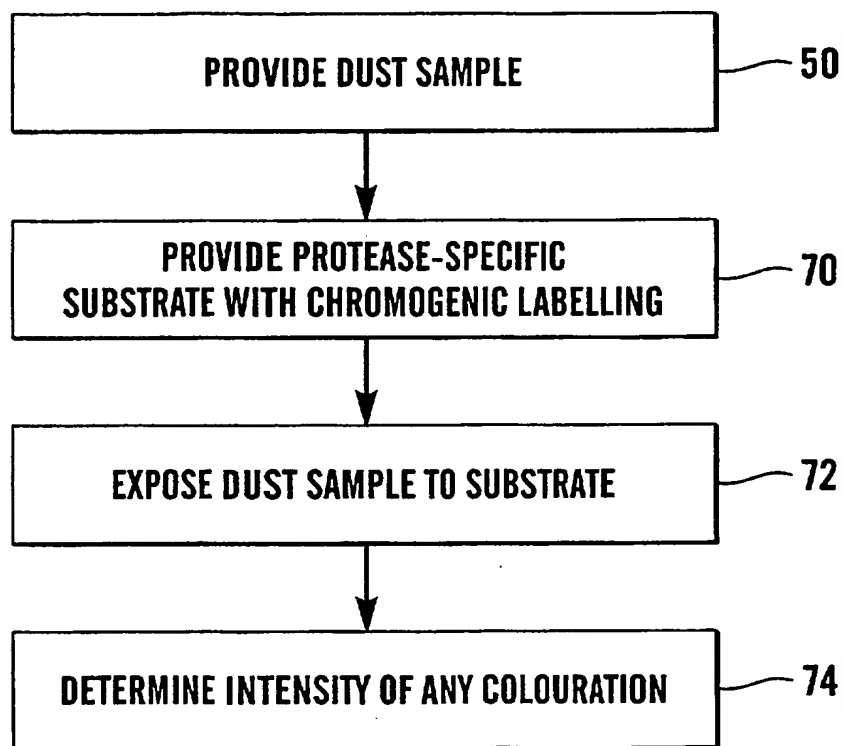 PROVIDE DUST SAMPLE
50
PROVIDE PROTEASE-SPECIFIC
SUBSTRATE WITH CHROMOGENIC LABELLING
70
EXPOSE DUST SAMPLE TO SUBSTRATE
72
DETERMINE INTENSITY OF ANY COLOURATION
74